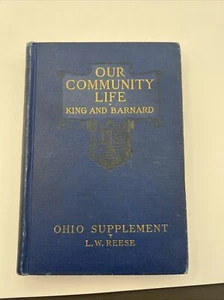 OUR
COMMUNITY
LIFE
KING AND BARNARD
OHIO SUPPLEMENT
L.W. REESE